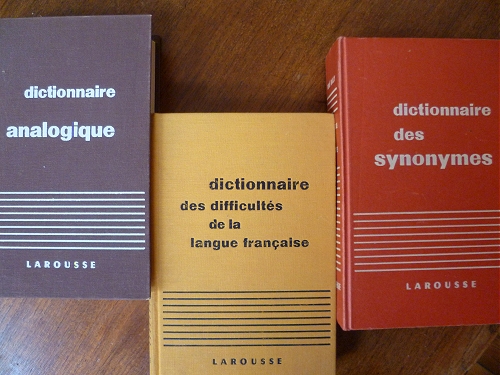 dictionnaire
analogique
LAROUSSE
dictionnaire
des difficultés
de la
langue française
LAROUSSE
dictionnaire
des
synonymes
LAROUSSE